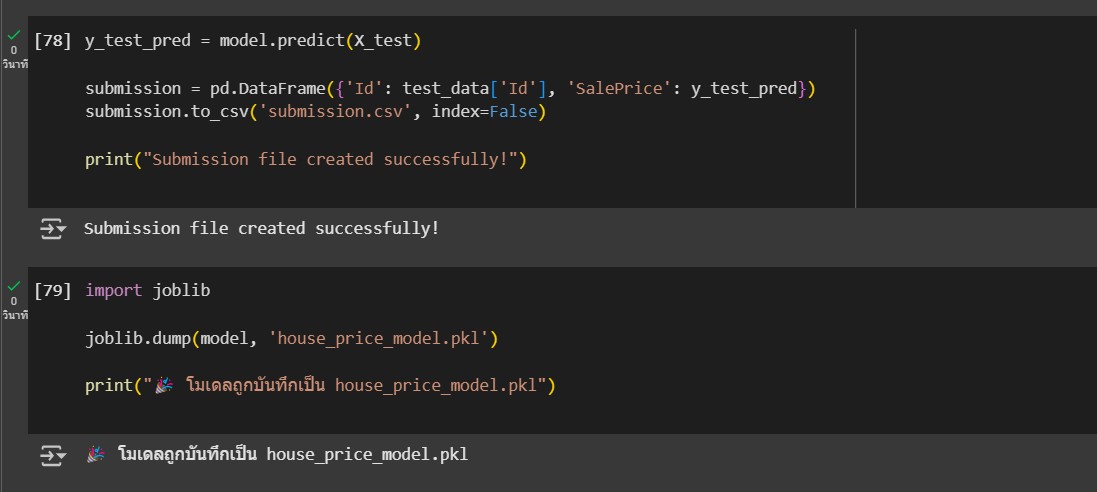 [78] y_test_pred = model.predict(X_test)
0
วินาที
submission = pd.DataFrame({'Id': test_data['Id'], 'SalePrice': y_test_pred})
submission.to_csv('submission.csv', index=False)
print("Submission file created successfully!")
Submission file created successfully!
[79] import joblib
0
วินาที
joblib.dump(model, 'house_price_model.pkl')
print("🎉 โมเดลถูกบันทึกเป็น house_price_model.pkl")
🎉 โมเดลถูกบันทึกเป็น house_price_model.pkl